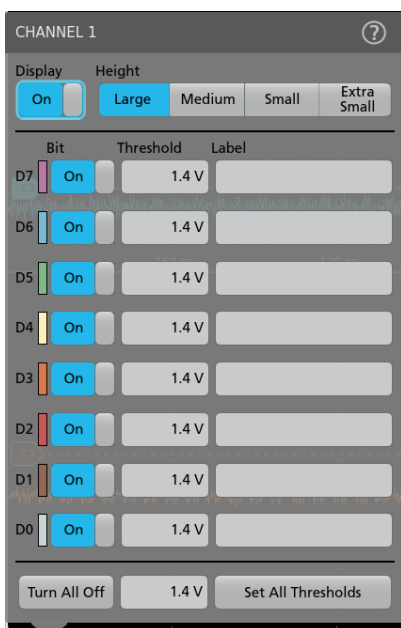 CHANNEL 1 ?
Display Height
On Large Medium Small Extra Small
Bit Threshold Label
D7 On 1.4 V
D6 On 1.4 V
D5 On 1.4 V
D4 On 1.4 V
D3 On 1.4 V
D2 On 1.4 V
C5
D1 On 1.4 V
D0 On 1.4 V
Turn All Off 1.4 V Set All Thresholds